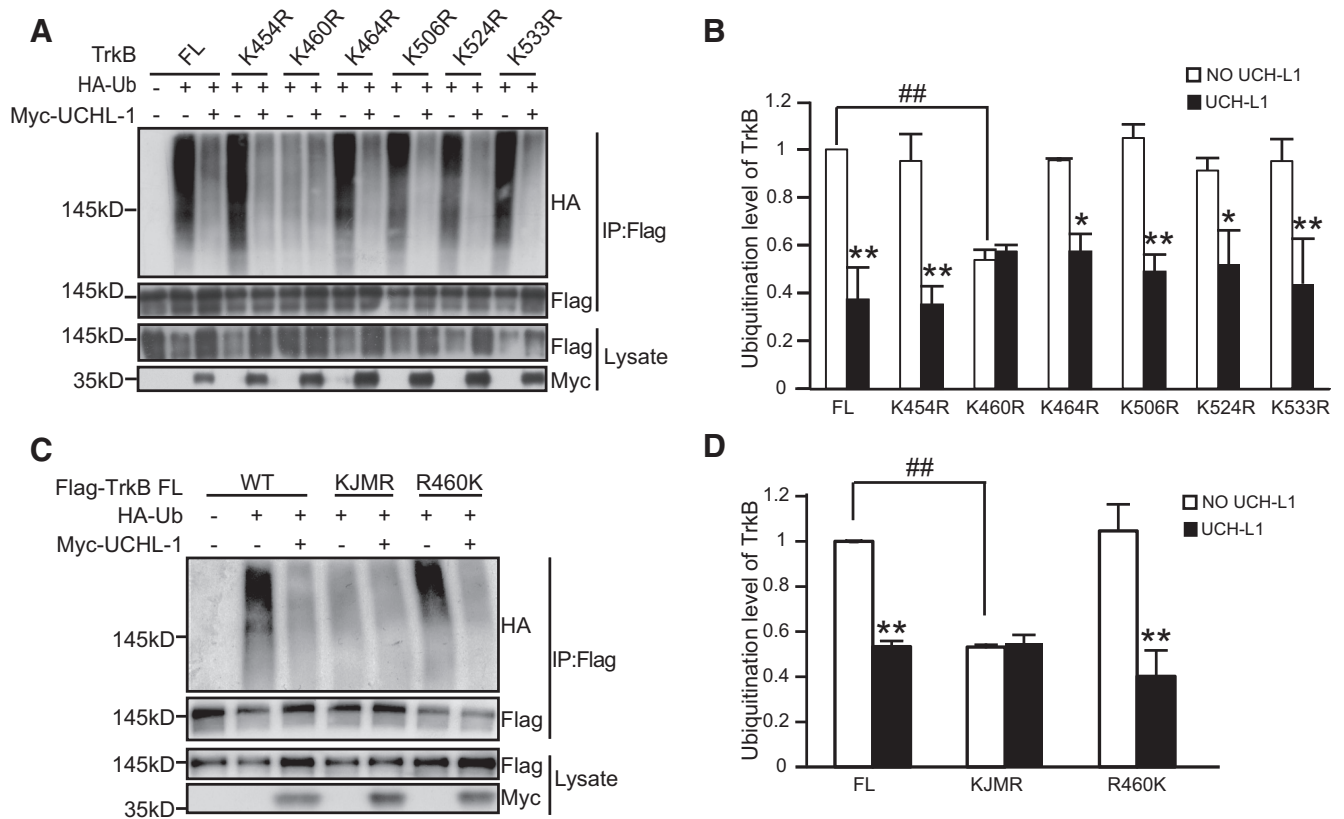 A
TrkB FL K454R K460R K464R K506R K524R K533R
HA-Ub - + + + + + + + + + + + + + +
Myc-UCHL-1 - - + - + - + - + - + - + - +
145kD
HA
IP:Flag
145kD
Flag
145kD
Flag
Lysate
35kD
Myc
B
NO UCH-L1
UCH-L1
Ubiquitination level of TrkB
1.2
1
0.8
0.6
0.4
0.2
0
##
** ** * ** * **
FL K454R K460R K464R K506R K524R K533R
C
Flag-TrkB FL WT KJMR R460K
HA-Ub - + + + + + +
Myc-UCHL-1 - - + - + - +
145kD
HA
IP:Flag
145kD
Flag
145kD
Flag
Lysate
35kD
Myc
D
NO UCH-L1
UCH-L1
Ubiquitination level of TrkB
1.2
1
0.8
0.6
0.4
0.2
0
##
** **
FL KJMR R460K